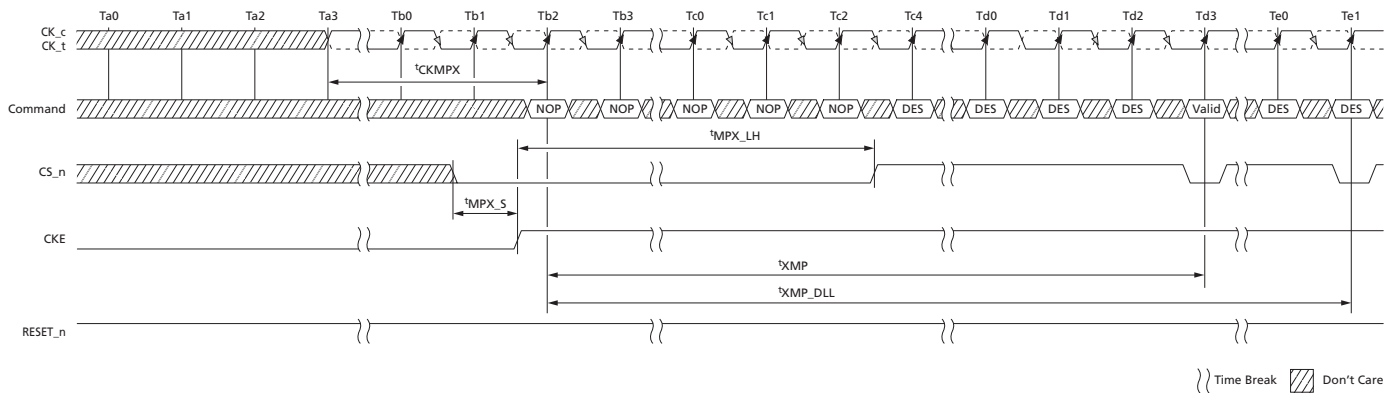 Ta0 Ta1 Ta2 Ta3 Tb0 Tb1 Tb2 Tb3 Tc0 Tc1 Tc2 Tc4 Td0 Td1 Td2 Td3 Te0 Te1
CK_c
CK_t
tCKMPX
Command NOP NOP NOP NOP NOP DES DES DES DES Valid DES DES
tMPX_LH
CS_n
tMPX_S
CKE
tXMP
tXMP_DLL
RESET_n
Time Break Don't Care